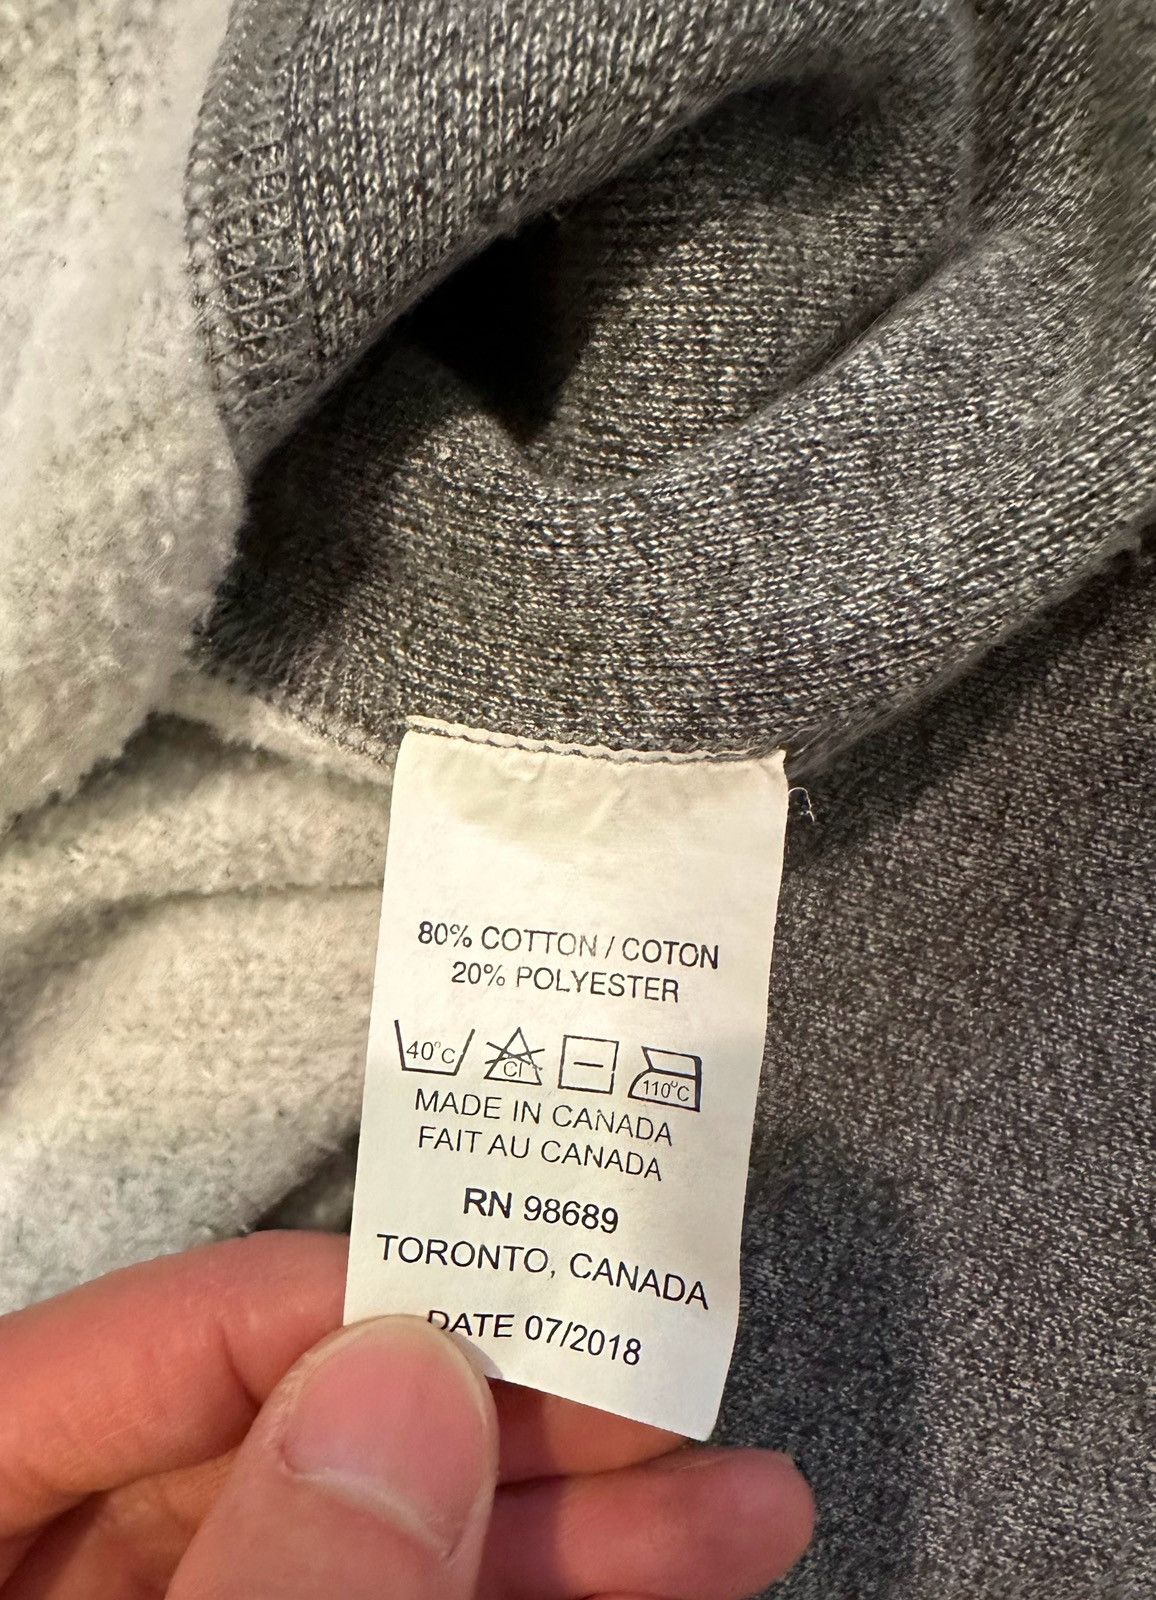 80% COTTON / COTON
20% POLYESTER
40°C Cl 110°C
MADE IN CANADA
FAIT AU CANADA
RN 98689
TORONTO, CANADA
DATE 07/2018